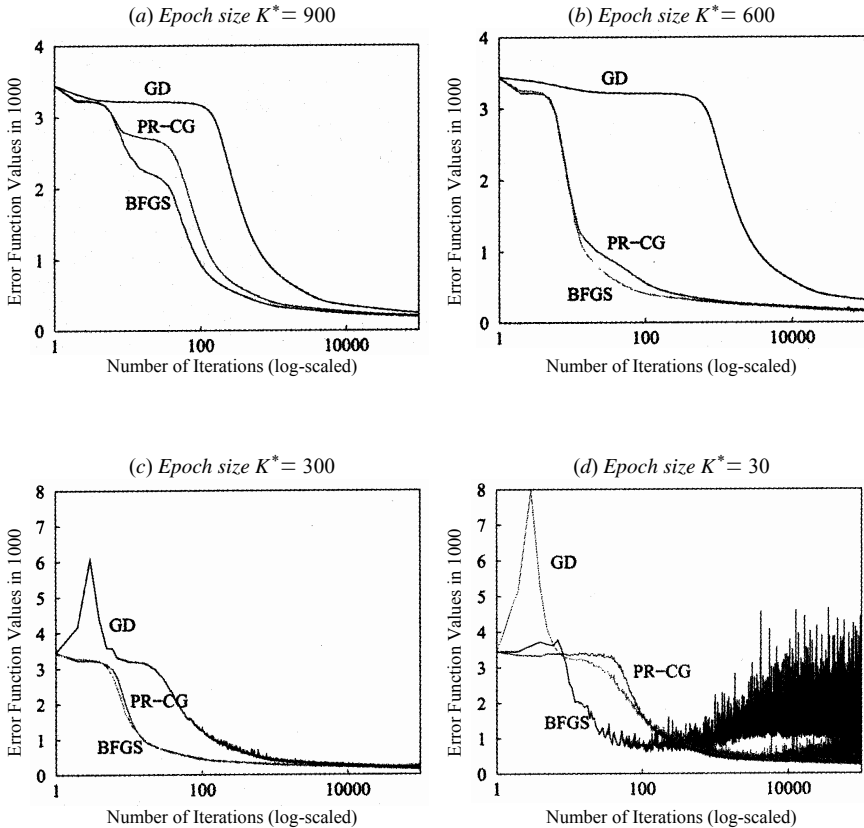 (a) Epoch size K* = 900
Error Function Values in 1000
4
3
2
1
0
GD
PR-CG
BFGS
1
100
10000
Number of Iterations (log-scaled)
(b) Epoch size K* = 600
Error Function Values in 1000
4
3
2
1
0
GD
PR-CG
BFGS
1
100
10000
Number of Iterations (log-scaled)
(c) Epoch size K* = 300
Error Function Values in 1000
8
7
6
5
4
3
2
1
0
GD
PR-CG
BFGS
1
100
10000
Number of Iterations (log-scaled)
(d) Epoch size K* = 30
Error Function Values in 1000
8
7
6
5
4
3
2
1
0
GD
PR-CG
BFGS
1
100
10000
Number of Iterations (log-scaled)